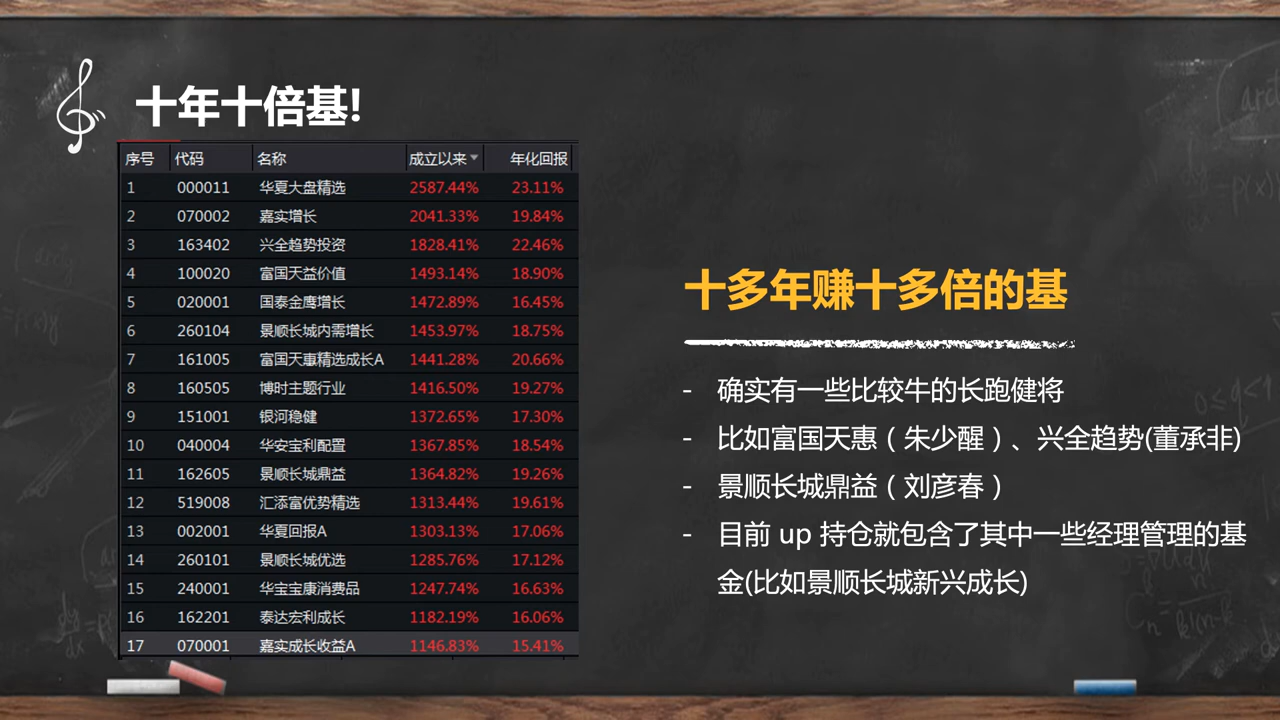 十年十倍基!
序号 代码 名称 成立以来 年化回报
1 000011 华夏大盘精选 2587.44% 23.11%
2 070002 嘉实增长 2041.33% 19.84%
3 163402 兴全趋势投资 1828.41% 22.46%
4 100020 富国天益价值 1493.14% 18.90%
5 020001 国泰金鹰增长 1472.89% 16.45%
6 260104 景顺长城内需增长 1453.97% 18.75%
7 161005 富国天惠精选成长A 1441.28% 20.66%
8 160505 博时主题行业 1416.50% 19.27%
9 151001 银河稳健 1372.65% 17.30%
10 040004 华安宝利配置 1367.85% 18.54%
11 162605 景顺长城鼎益 1364.82% 19.26%
12 519008 汇添富优势精选 1313.44% 19.61%
13 002001 华夏回报A 1303.13% 17.06%
14 260101 景顺长城优选 1285.76% 17.12%
15 240001 华宝宝康消费品 1247.74% 16.63%
16 162201 泰达宏利成长 1182.19% 16.06%
17 070001 嘉实成长收益A 1146.83% 15.41%
十多年赚十多倍的基
- 确实有一些比较牛的长跑健将
- 比如富国天惠（朱少醒）、兴全趋势(董承非)
- 景顺长城鼎益（刘彦春）
- 目前 up 持仓就包含了其中一些经理管理的基
金(比如景顺长城新兴成长)